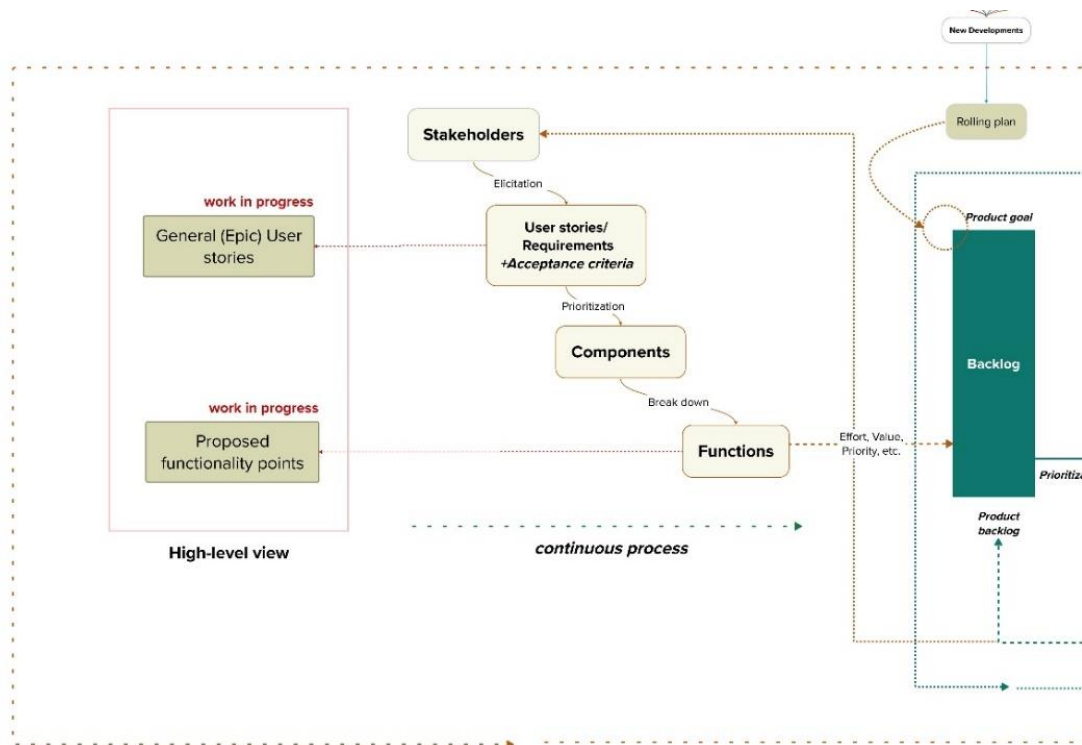 New Developments
Rolling plan
Stakeholders
Elicitation
work in progress
General (Epic) User
stories
User stories/
Requirements
+Acceptance criteria
Product goal
Prioritization
Components
Backlog
Break down
work in progress
Proposed
functionality points
Functions
Effort, Value,
Priority, etc.
Prioritiza
Product
backlog
High-level view
continuous process